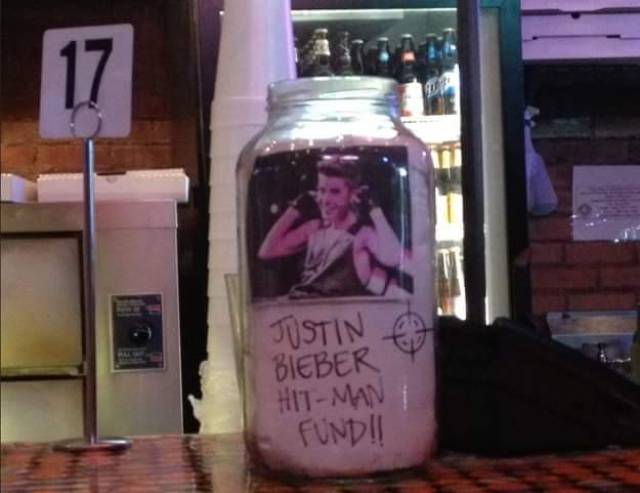 17
JUSTIN
BIEBER
HIT-MAN
FUND!!